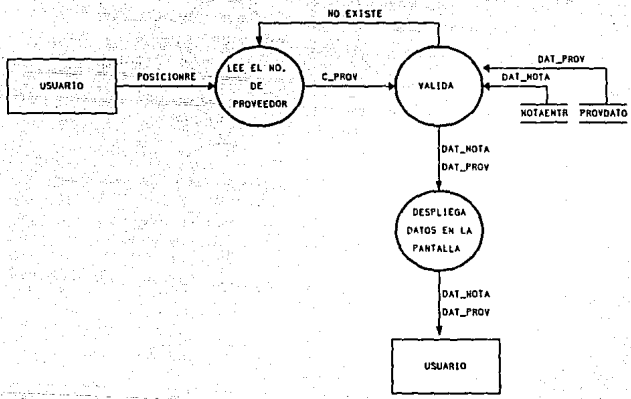 NO EXISTE
USUARIO
POSICIONRE
LEE EL NO.
DE
PROVEEDOR
C_PROV
VALIDA
DAT_PROV
DAT_NOTA
NOTAENTR
PROVDATO
DAT_NOTA
DAT_PROV
DESPLIEGA
DATOS EN LA
PANTALLA
DAT_NOTA
DAT_PROV
USUARIO